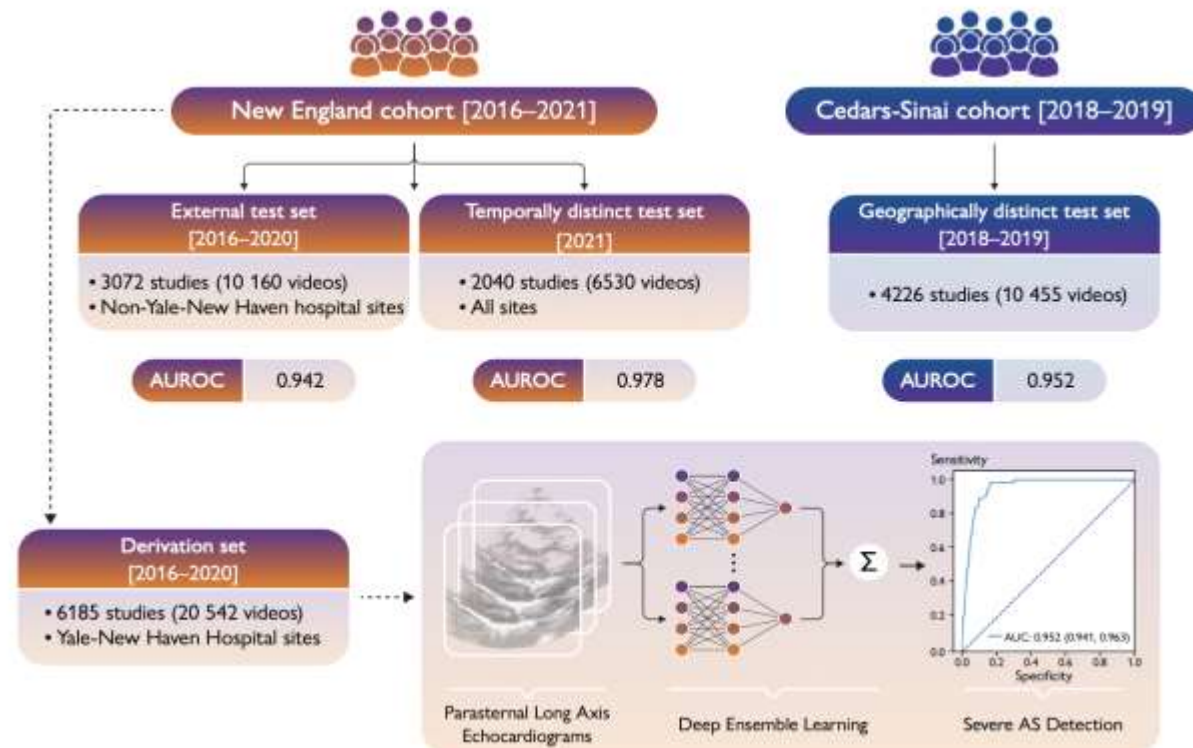 New England cohort [2016–2021]
Cedars-Sinai cohort [2018–2019]
External test set
[2016–2020]
• 3072 studies (10 160 videos)
• Non-Yale-New Haven hospital sites
Temporally distinct test set
[2021]
• 2040 studies (6530 videos)
• All sites
Geographically distinct test set
[2018–2019]
• 4226 studies (10 455 videos)
AUROC 0.942
AUROC 0.978
AUROC 0.952
Derivation set
[2016–2020]
• 6185 studies (20 542 videos)
• Yale-New Haven Hospital sites
Σ
Sensitivity
1.0
0.8
0.6
0.4
0.2
0.0
AUC: 0.952 (0.941, 0.963)
0.0 0.2 0.4 0.6 0.8 1.0
Specificity
Parasternal Long Axis
Echocardiograms
Deep Ensemble Learning
Severe AS Detection